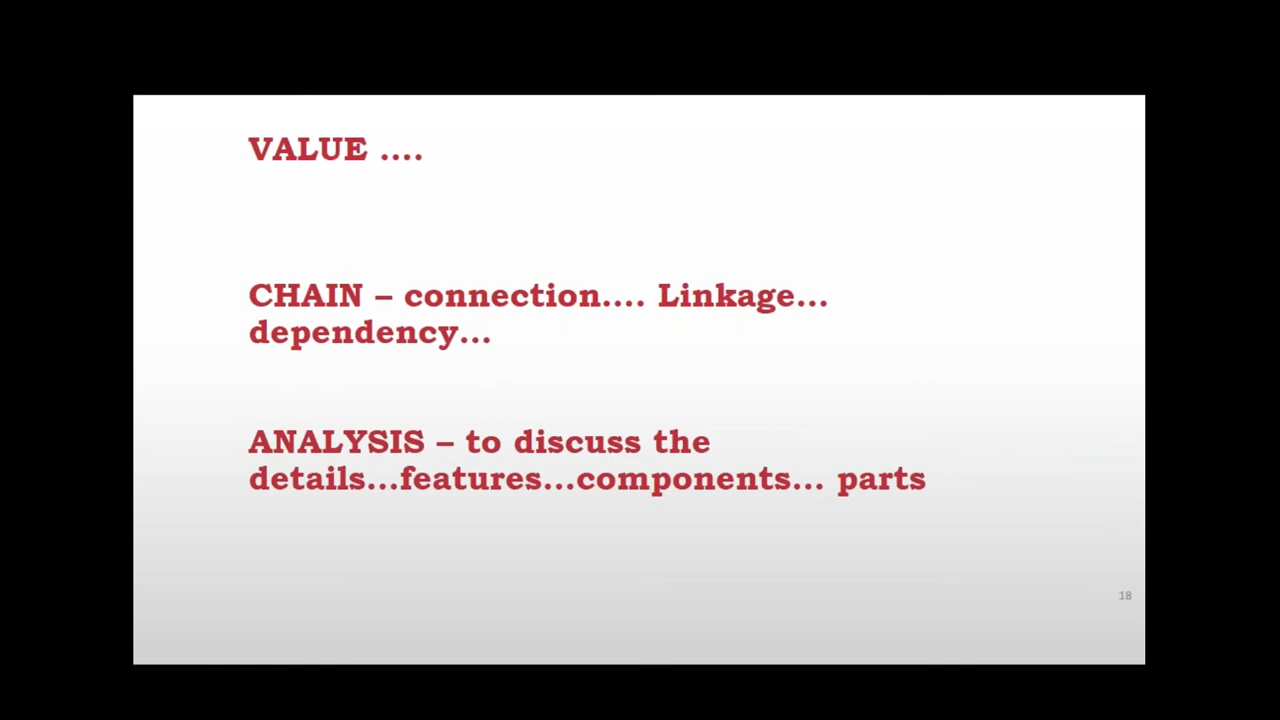 VALUE ....
CHAIN – connection.... Linkage...
dependency...
ANALYSIS – to discuss the
details...features...components... parts
18